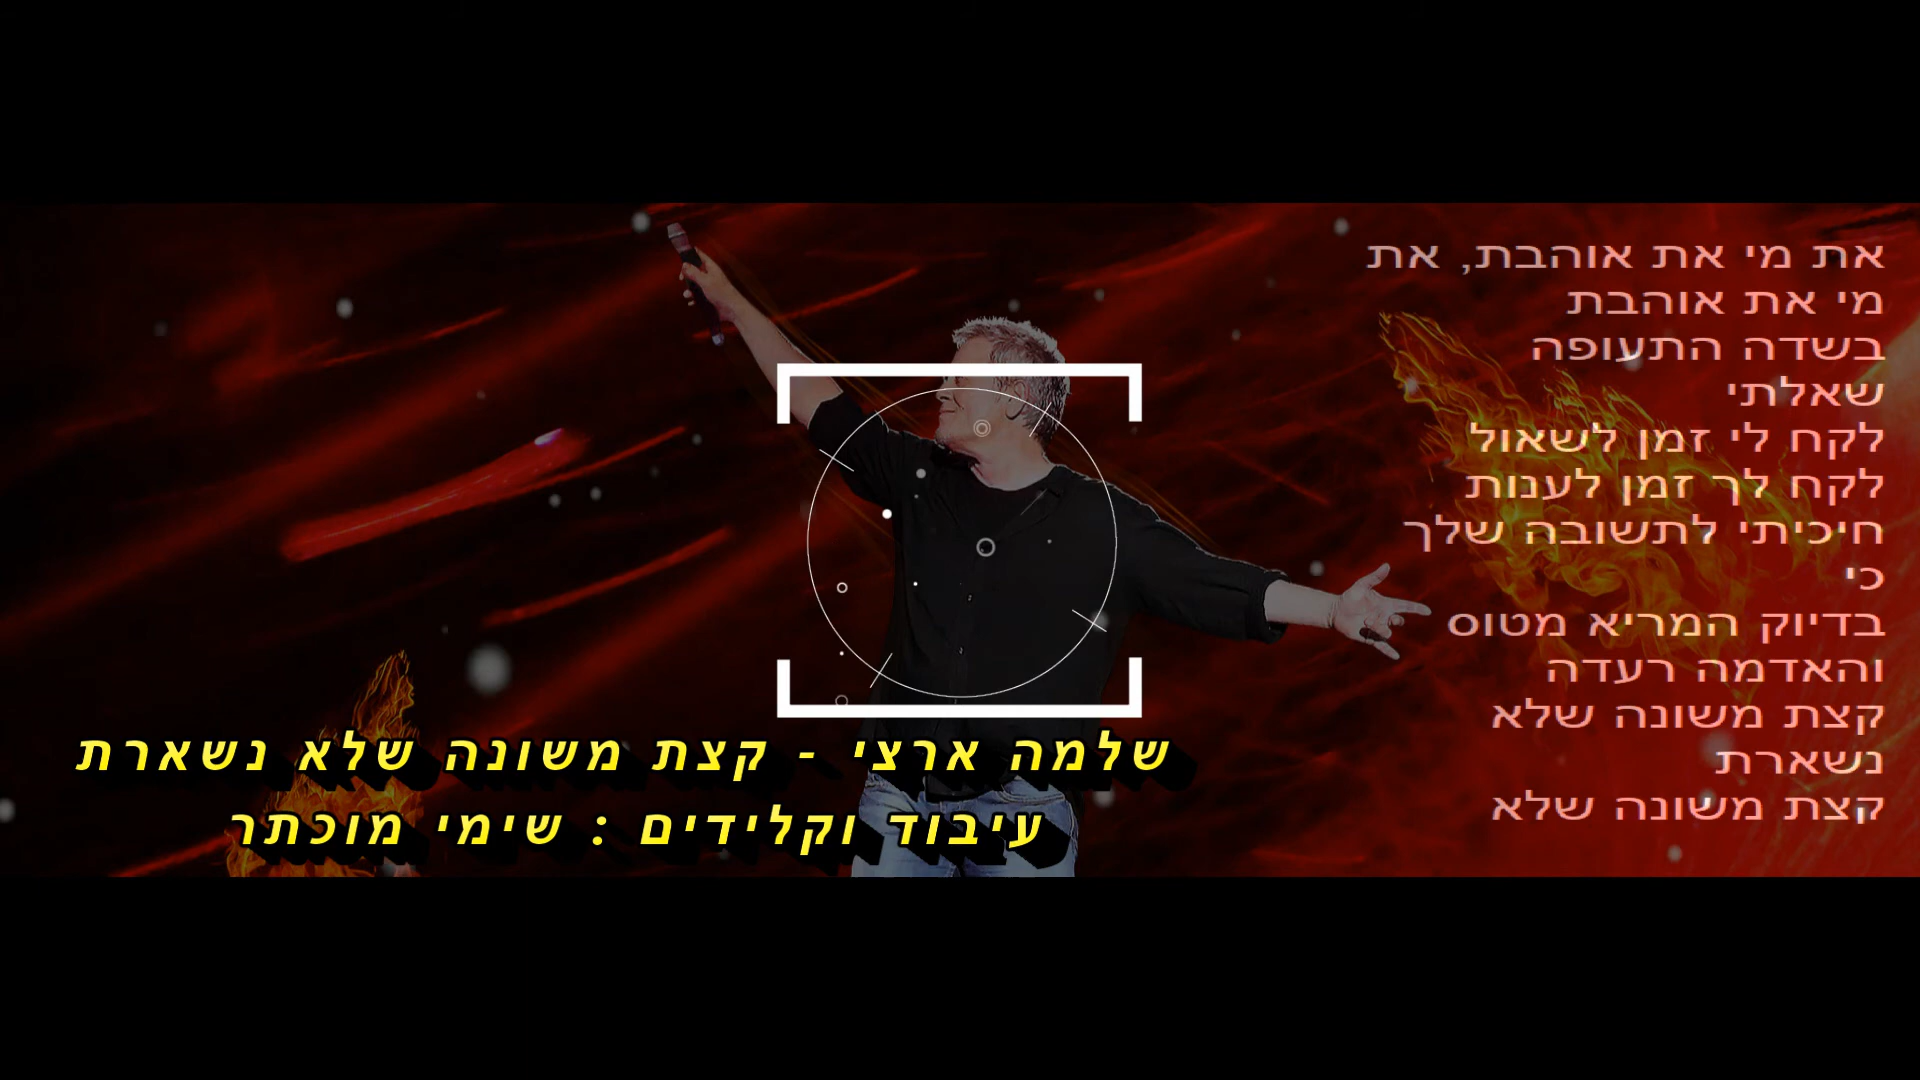 את מי את אוהבת, את
מי את אוהבת
בשדה התעופה
שאלתי
לקח לי זמן לשאול
לקח לך זמן לענות
חיכיתי לתשובה שלך
כי
בדיוק המריא מטוס
והאדמה רעדה
קצת משונה שלא
נשארת
קצת משונה שלא
שלמה ארצי - קצת משונה שלא נשארת
עיבוד וקלידים : שימי מוכתר